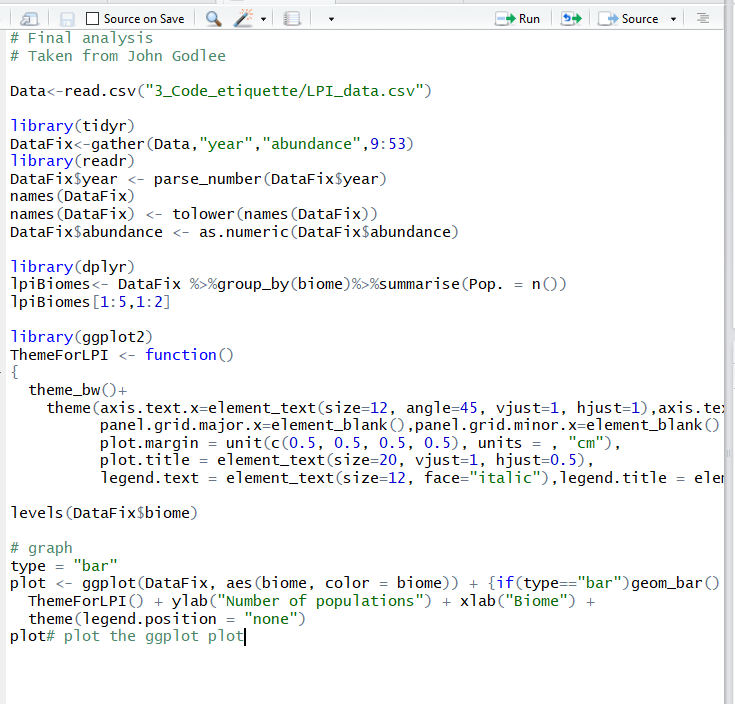 Source on Save Run Source
# Final analysis
# Taken from John Godlee
Data<-read.csv("3_Code_etiquette/LPI_data.csv")
library(tidyr)
DataFix<-gather(Data,"year","abundance",9:53)
library(readr)
DataFix$year <- parse_number(DataFix$year)
names(DataFix)
names(DataFix) <- tolower(names(DataFix))
DataFix$abundance <- as.numeric(DataFix$abundance)
library(dplyr)
lpiBiomes<- DataFix %>%group_by(biome)%>%summarise(Pop. = n())
lpiBiomes[1:5,1:2]
library(ggplot2)
ThemeForLPI <- function()
{
theme_bw()+
theme(axis.text.x=element_text(size=12, angle=45, vjust=1, hjust=1),axis.te
panel.grid.major.x=element_blank(),panel.grid.minor.x=element_blank()
plot.margin = unit(c(0.5, 0.5, 0.5, 0.5), units = , "cm"),
plot.title = element_text(size=20, vjust=1, hjust=0.5),
legend.text = element_text(size=12, face="italic"),legend.title = ele
levels(DataFix$biome)
# graph
type = "bar"
plot <- ggplot(DataFix, aes(biome, color = biome)) + {if(type=="bar")geom_bar()
ThemeForLPI() + ylab("Number of populations") + xlab("Biome") +
theme(legend.position = "none")
plot# plot the ggplot plot